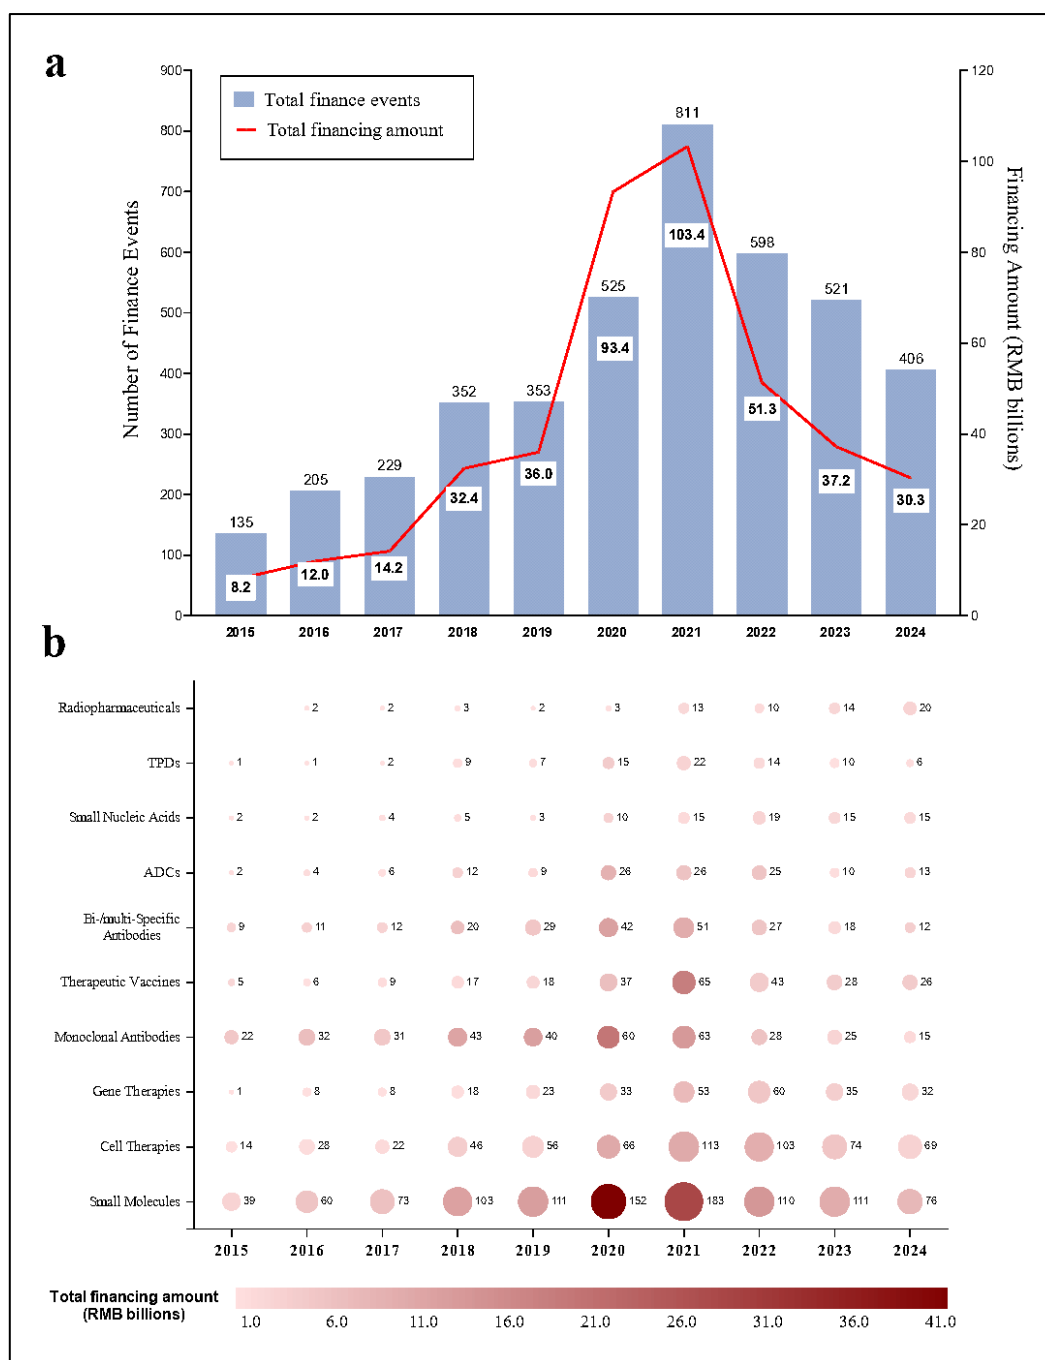 a
Total finance events
Total financing amount
Number of Finance Events
Financing Amount (RMB billions)
900
800
700
600
500
400
300
200
100
0
120
100
80
60
40
20
0
135
205
229
352
353
525
811
598
521
406
8.2
12.0
14.2
32.4
36.0
93.4
103.4
51.3
37.2
30.3
2015 2016 2017 2018 2019 2020 2021 2022 2023 2024
b
Radiopharmaceuticals 2 2 3 2 3 13 10 14 20
TPDs 1 1 2 9 7 15 22 14 10 6
Small Nucleic Acids 2 2 4 5 3 10 15 19 15 15
ADCs 2 4 6 12 9 26 26 25 10 13
Bi-/multi-Specific
Antibodies 9 11 12 20 29 42 51 27 18 12
Therapeutic Vaccines 5 6 9 17 18 37 65 43 28 26
Monoclonal Antibodies 22 32 31 43 40 60 63 28 25 15
Gene Therapies 1 8 8 18 23 33 53 60 35 32
Cell Therapies 14 28 22 46 56 66 113 103 74 69
Small Molecules 39 60 73 103 111 152 183 110 111 76
2015 2016 2017 2018 2019 2020 2021 2022 2023 2024
Total financing amount
(RMB billions)
1.0 6.0 11.0 16.0 21.0 26.0 31.0 36.0 41.0